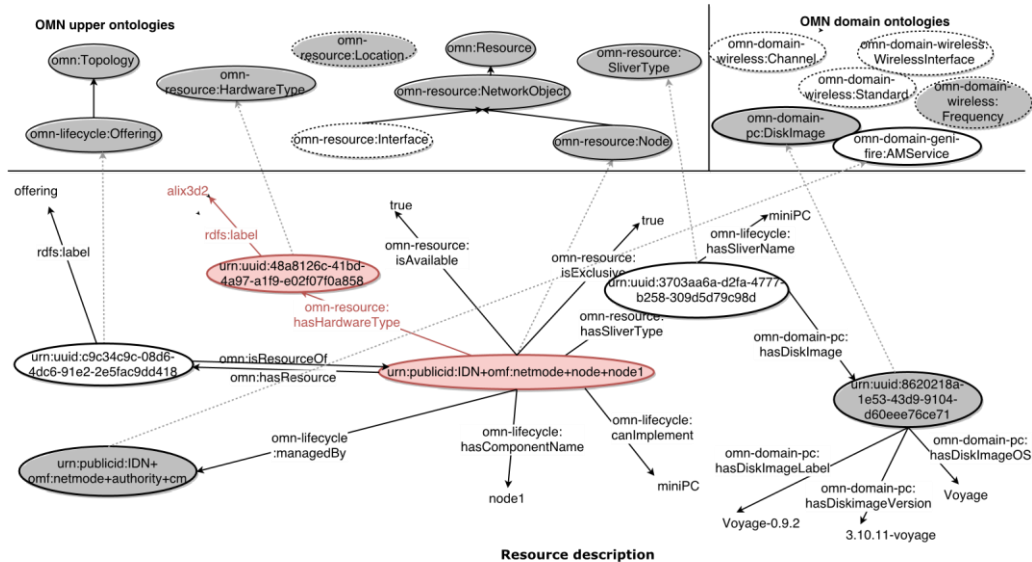 OMN upper ontologies
omn:Topology
omn-
resource:HardwareType
omn-lifecycle:Offering
omn-
resource:Location
omn:Resource
omn-resource:NetworkObject
omn-resource:Interface
omn-resource:Node
omn-resource:
SliverType
OMN domain ontologies
omn-domain-
wireless:Channel
omn-domain-wireless:
WirelessInterface
omn-domain-
wireless:Standard
omn-domain-
wireless:
Frequency
omn-domain-
pc:DiskImage
omn-domain-geni-
fire:AMService
offering
rdfs:label
alix3d2
rdfs:label
urn:uuid:48a8126c-41bd-
4a97-a1f9-e02f07f0a858
omn-resource:
hasHardwareType
true
omn-resource:
isAvailable
true
omn-resource:
isExclusive
miniPC
omn-lifecycle:
hasSliverName
urn:uuid:3703aa6a-d2fa-4777-
b258-309d5d79c98d
omn-resource:
hasSliverType
omn-domain-pc:
hasDiskImage
urn:uuid:c9c34c9c-08d6-
4dc6-91e2-2e5fac9dd418
omn:isResourceOf
omn:hasResource
urn:publicid:IDN+omf:netmode+node+node1
urn:uuid:8620218a-
1e53-43d9-9104-
d60eee76ce71
omn-lifecycle
:managedBy
urn:publicid:IDN+
omf:netmode+authority+cm
omn-lifecycle:
hasComponentName
node1
omn-lifecycle:
canImplement
miniPC
omn-domain-pc:
hasDiskImageLabel
Voyage-0.9.2
omn-domain-pc:
hasDiskimageVersion
3.10.11-voyage
omn-domain-pc:
hasDiskImageOS
Voyage
Resource description